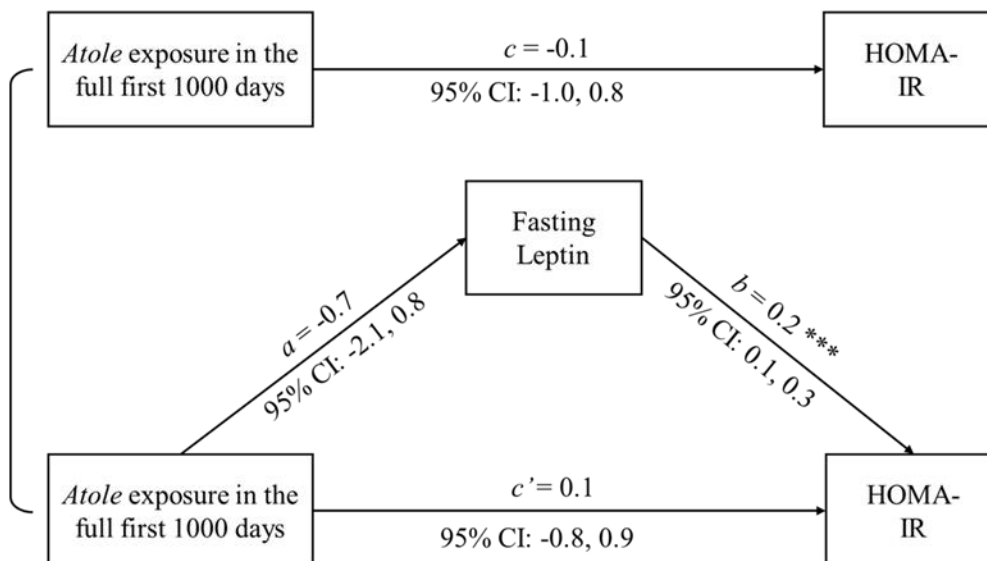 Atole exposure in the
full first 1000 days
c = -0.1
95% CI: -1.0, 0.8
HOMA-
IR
Fasting
Leptin
a = -0.7
95% CI: -2.1, 0.8
b = 0.2 ***
95% CI: 0.1, 0.3
Atole exposure in the
full first 1000 days
c’= 0.1
95% CI: -0.8, 0.9
HOMA-
IR